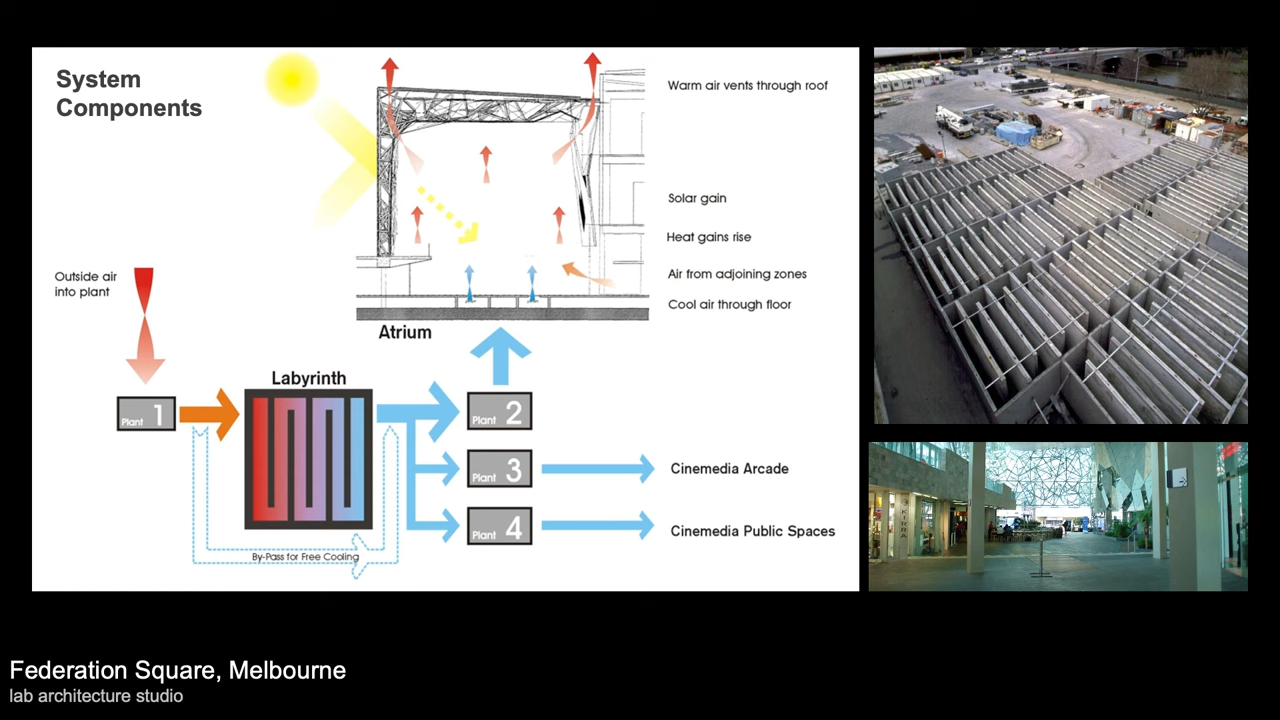 System
Components
Warm air vents through roof
Solar gain
Heat gains rise
Outside air
into plant
Air from adjoining zones
Cool air through floor
Atrium
Labyrinth
Plant 1
Plant 2
Plant 3
Cinemedia Arcade
Plant 4
Cinemedia Public Spaces
By-Pass for Free Cooling
KIRRA
Federation Square, Melbourne
lab architecture studio